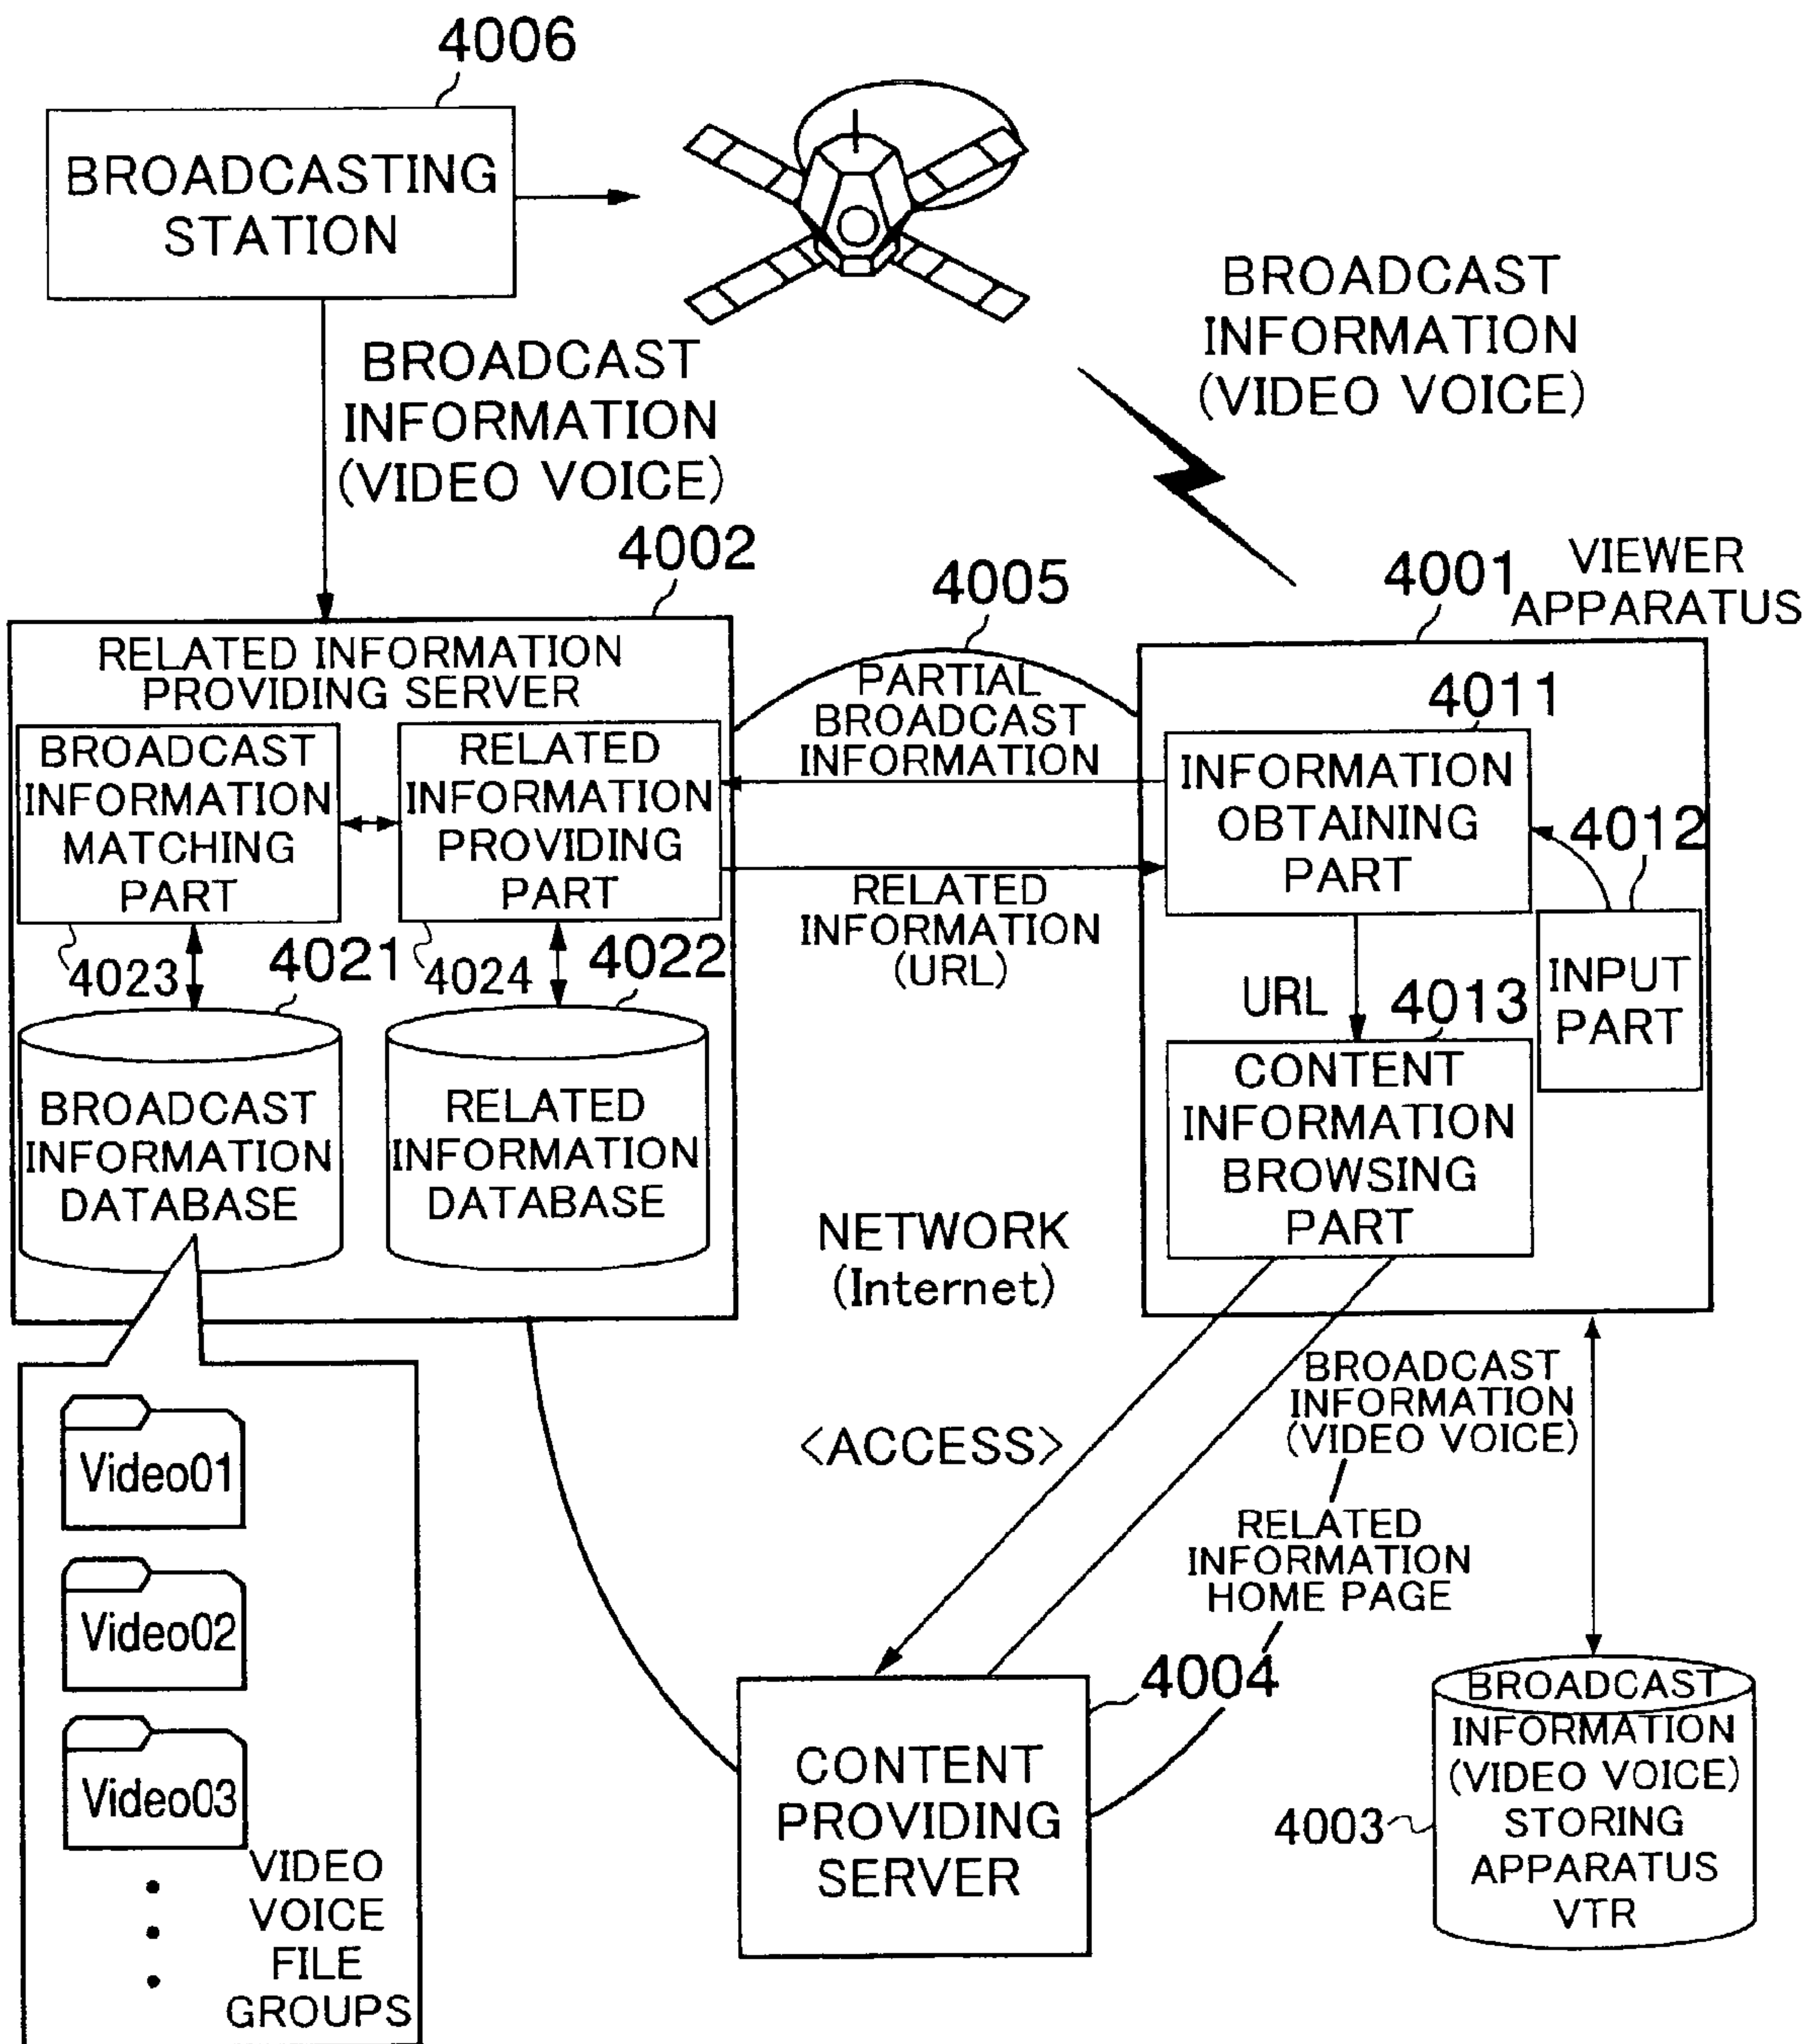 4006
BROADCASTING
STATION
BROADCAST
INFORMATION
(VIDEO VOICE)
BROADCAST
INFORMATION
(VIDEO VOICE)
4002
RELATED INFORMATION
PROVIDING SERVER
BROADCAST
INFORMATION
MATCHING
PART
4023
RELATED
INFORMATION
PROVIDING
PART
4024
4021
BROADCAST
INFORMATION
DATABASE
4022
RELATED
INFORMATION
DATABASE
4005
PARTIAL
BROADCAST
INFORMATION
RELATED
INFORMATION
(URL)
4001
VIEWER
APPARATUS
4011
INFORMATION
OBTAINING
PART
4012
INPUT
PART
URL
4013
CONTENT
INFORMATION
BROWSING
PART
NETWORK
(Internet)
<ACCESS>
BROADCAST
INFORMATION
(VIDEO VOICE)
RELATED
INFORMATION
HOME PAGE
Video01
Video02
Video03
VIDEO
VOICE
FILE
GROUPS
4004
CONTENT
PROVIDING
SERVER
4003
BROADCAST
INFORMATION
(VIDEO VOICE)
STORING
APPARATUS
VTR